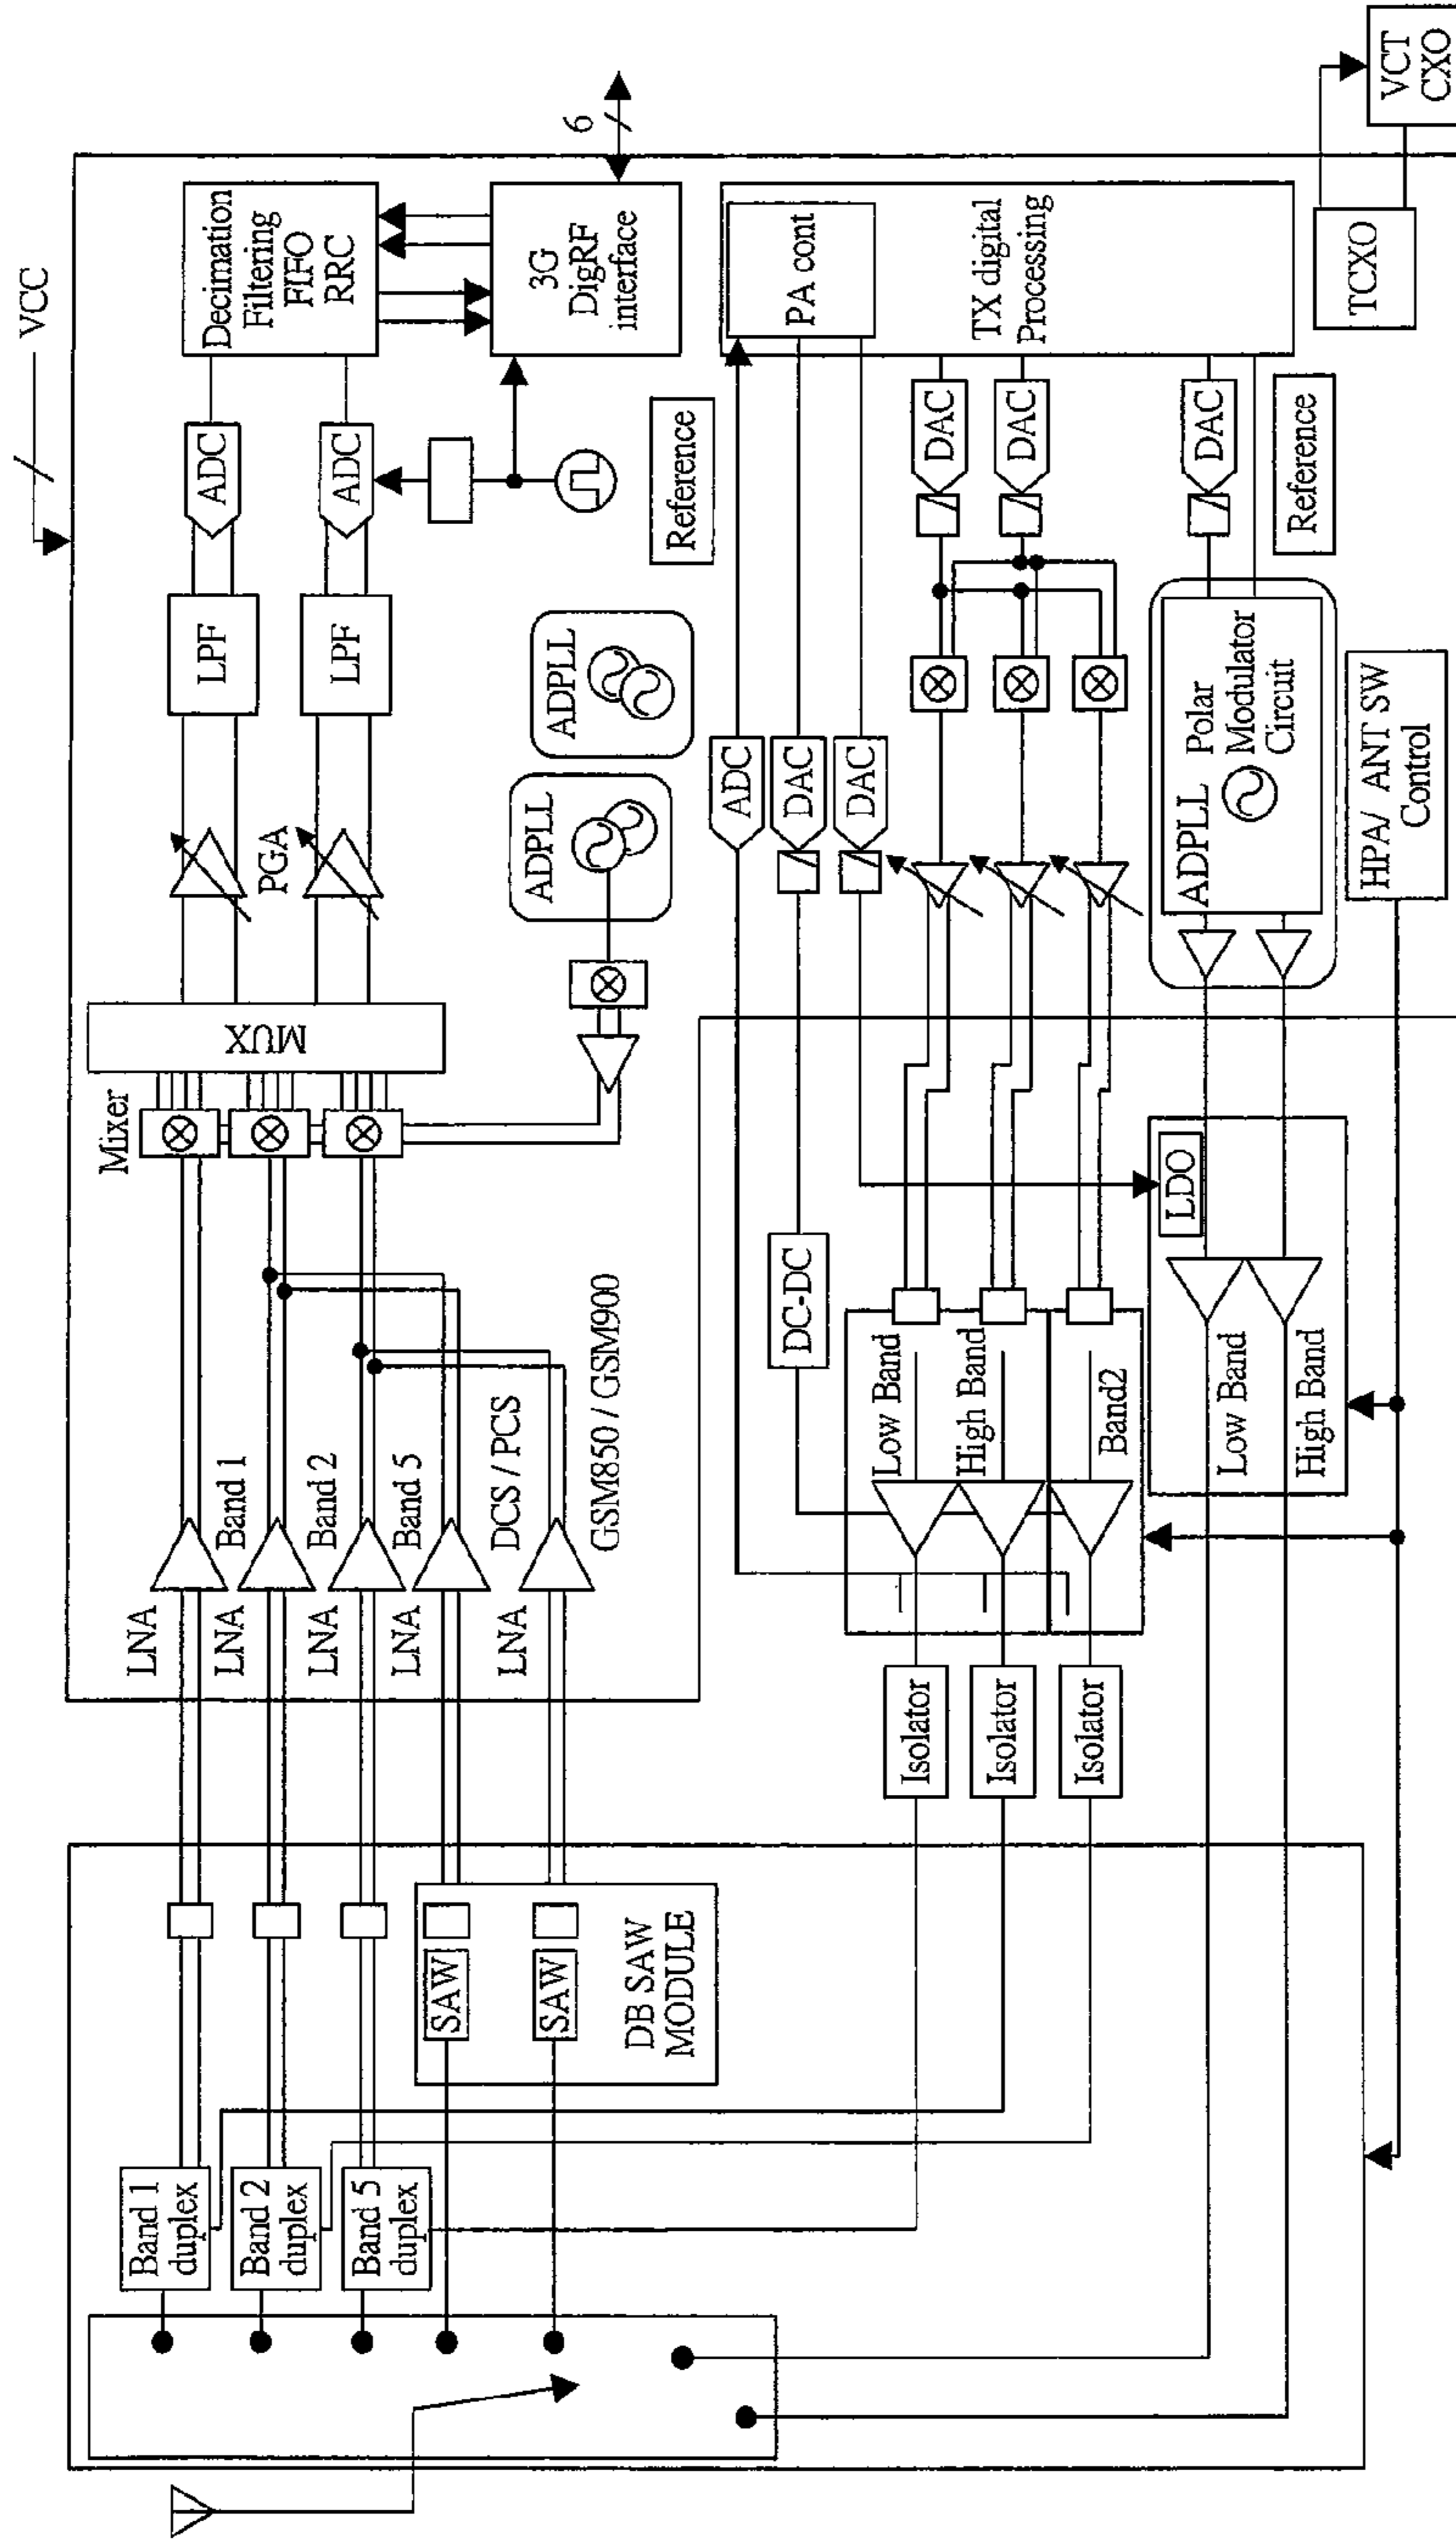 VCC
Mixer
MUX
PGA
LPF
LPF
ADC
ADC
Decimation
Filtering
FIFO
RRC
3G
DigRF
interface
6
LNA
Band 1
LNA
Band 2
LNA
Band 5
LNA
DCS / PCS
LNA
GSM850 / GSM900
ADPLL
ADPLL
Reference
Band 1
duplex
Band 2
duplex
Band 5
duplex
SAW
SAW
DB SAW
MODULE
Isolator
Isolator
Isolator
DC-DC
Low Band
High Band
Band2
LDO
Low Band
High Band
ADC
DAC
DAC
PA cont
TX digital
Processing
DAC
DAC
DAC
ADPLL
Polar
Modulator
Circuit
Reference
HPA/ ANT SW
Control
TCXO
VCT
CXO